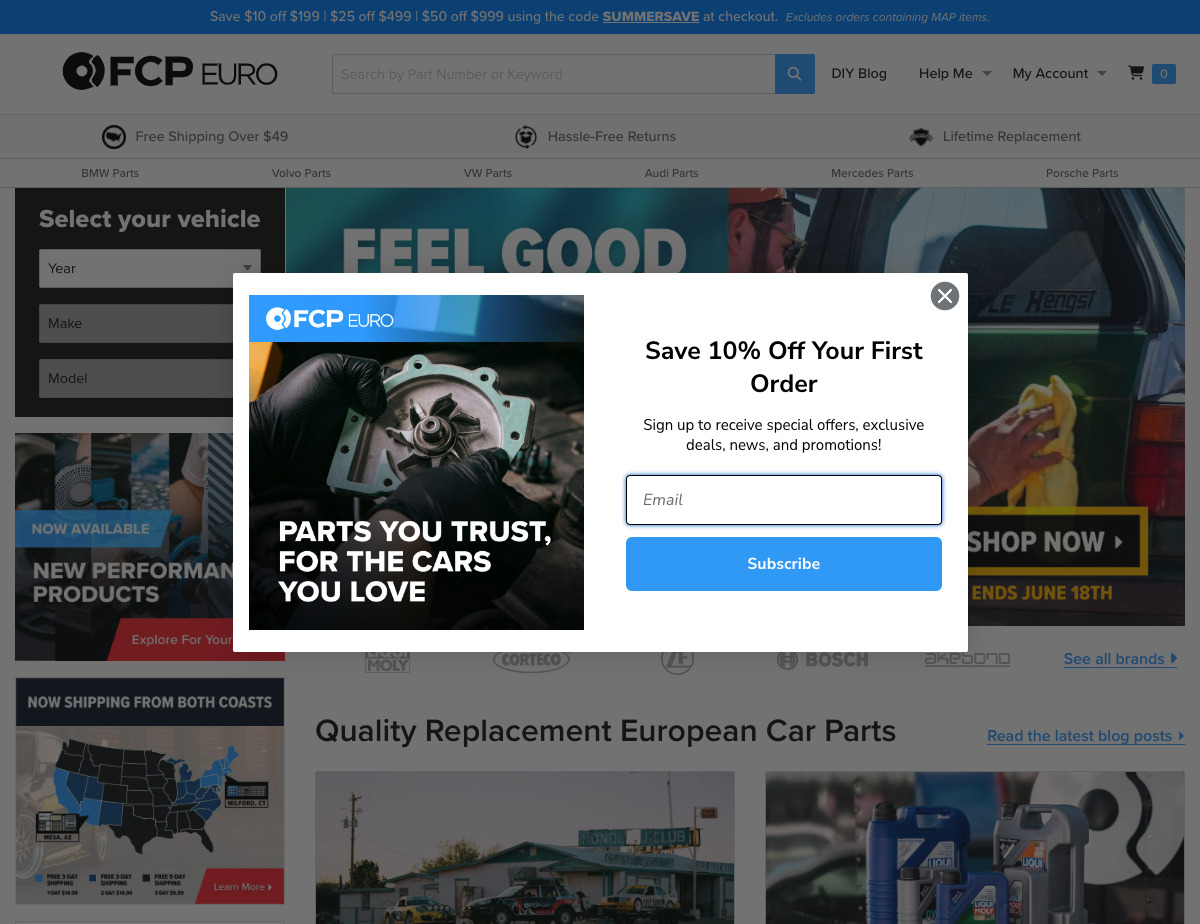 Save $10 off $199 | $25 off $499 | $50 off $999 using the code SUMMERSAVE at checkout. Excludes orders containing MAP items.
FCP EURO
Search by Part Number or Keyword
DIY Blog
Help Me
My Account
0
Free Shipping Over $49
Hassle-Free Returns
Lifetime Replacement
BMW Parts
Volvo Parts
VW Parts
Audi Parts
Mercedes Parts
Porsche Parts
Select your vehicle
Year
Make
Model
FEEL GOOD
Hengst
FCP EURO
PARTS YOU TRUST,
FOR THE CARS
YOU LOVE
Save 10% Off Your First
Order
Sign up to receive special offers, exclusive
deals, news, and promotions!
Email
Subscribe
NOW AVAILABLE
NEW PERFORMAN
PRODUCTS
Explore For Your
SHOP NOW
ENDS JUNE 18TH
LIQUI
MOLY
CORTECO
ZF
BOSCH
akebono
See all brands
NOW SHIPPING FROM BOTH COASTS
MILFORD, CT
MESA, AZ
FREE 3-DAY
SHIPPING
1-DAY $14.99
FREE 3-DAY
SHIPPING
2-DAY $14.99
FREE 5-DAY
SHIPPING
3-DAY $9.99
Learn More
Quality Replacement European Car Parts
Read the latest blog posts
CLUB
LIQUI
LIQUI
LIQUI
MOLY